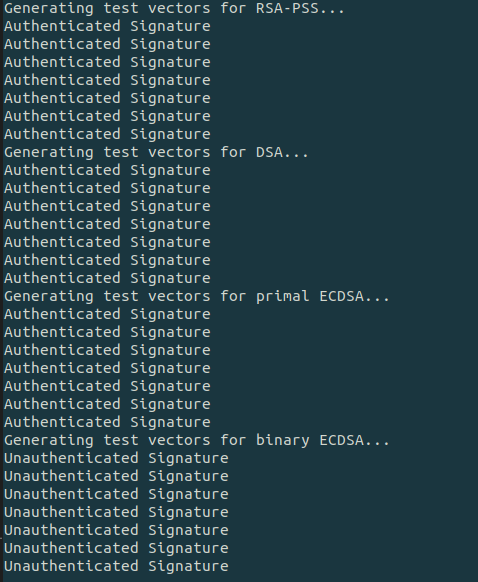 Generating test vectors for RSA-PSS...
Authenticated Signature
Authenticated Signature
Authenticated Signature
Authenticated Signature
Authenticated Signature
Authenticated Signature
Authenticated Signature
Generating test vectors for DSA...
Authenticated Signature
Authenticated Signature
Authenticated Signature
Authenticated Signature
Authenticated Signature
Authenticated Signature
Authenticated Signature
Generating test vectors for primal ECDSA...
Authenticated Signature
Authenticated Signature
Authenticated Signature
Authenticated Signature
Authenticated Signature
Authenticated Signature
Authenticated Signature
Generating test vectors for binary ECDSA...
Unauthenticated Signature
Unauthenticated Signature
Unauthenticated Signature
Unauthenticated Signature
Unauthenticated Signature
Unauthenticated Signature
Unauthenticated Signature